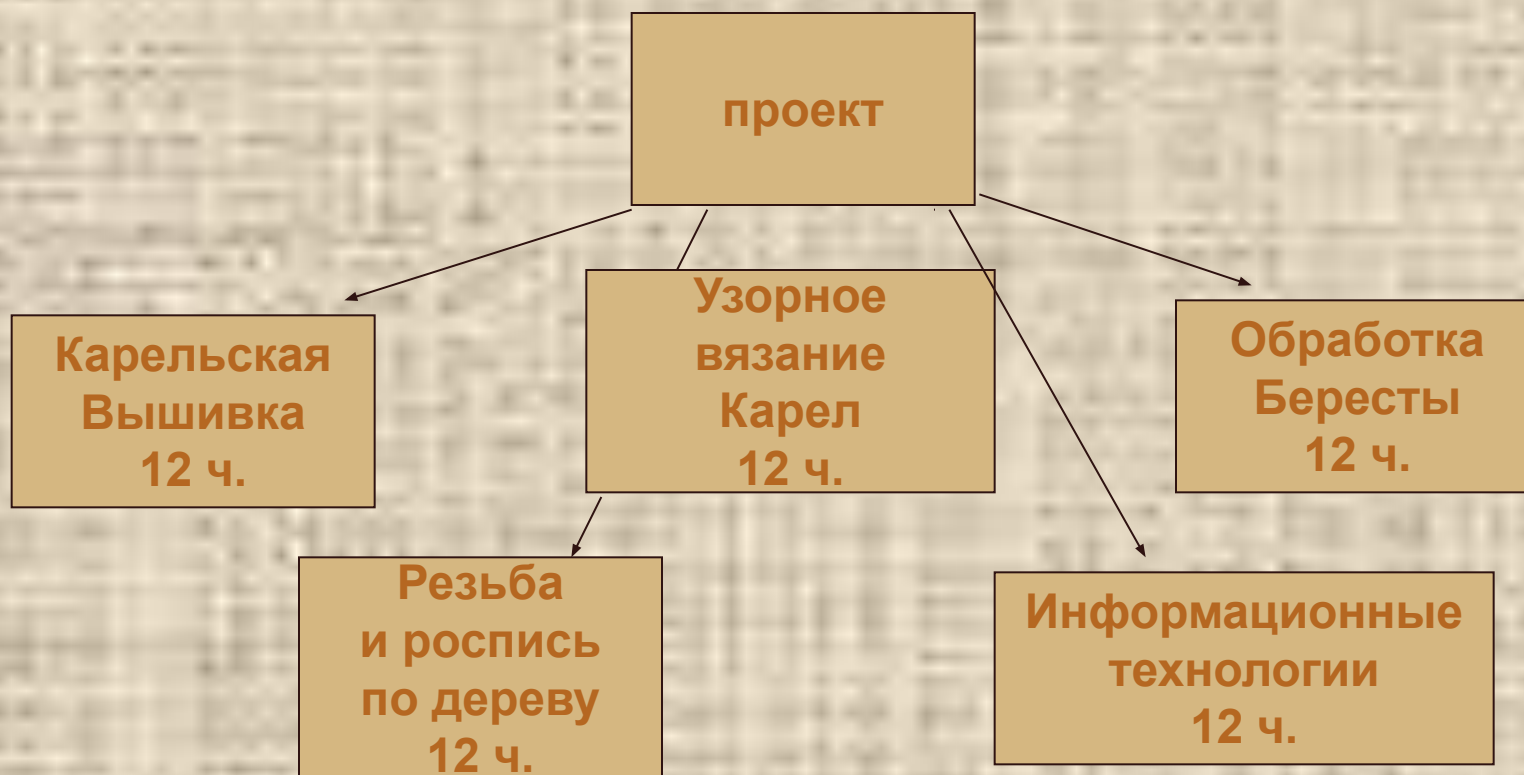 проект
Карельская
Вышивка
12 ч.
Узорное
вязание
Карел
12 ч.
Обработка
Бересты
12 ч.
Резьба
и роспись
по дереву
12 ч.
Информационные
технологии
12 ч.